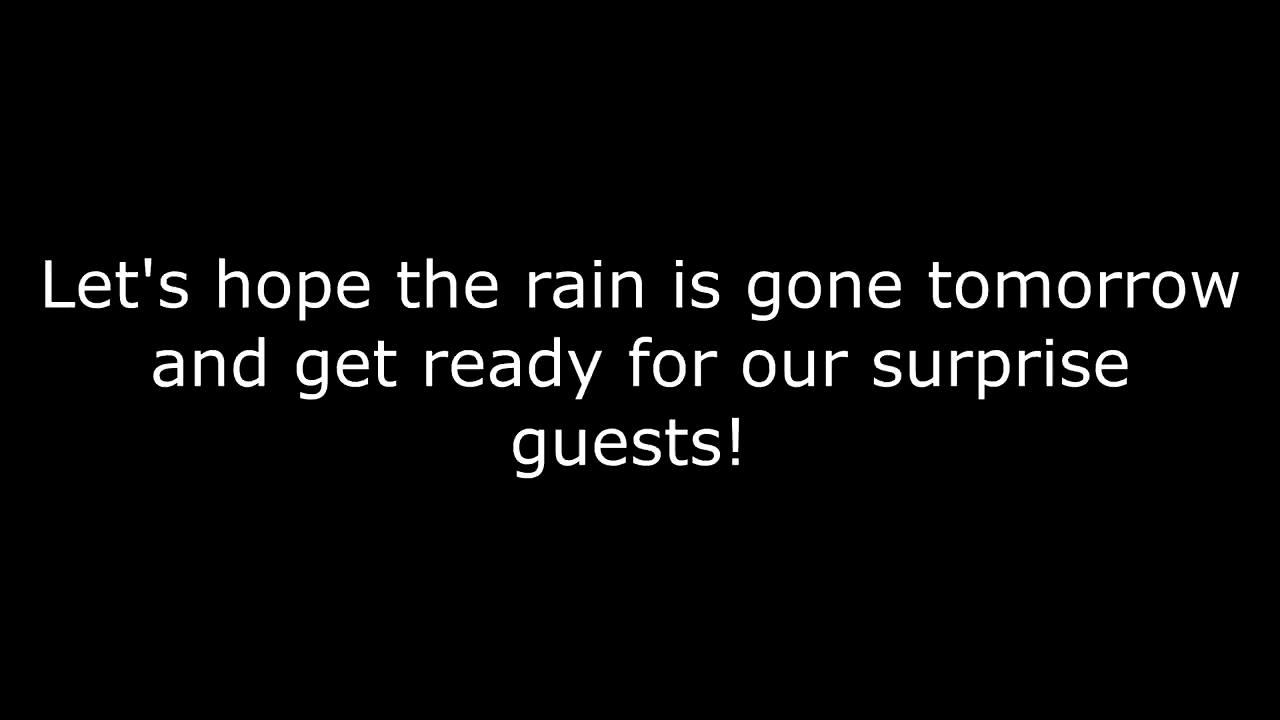 Let's hope the rain is gone tomorrow
and get ready for our surprise
guests!